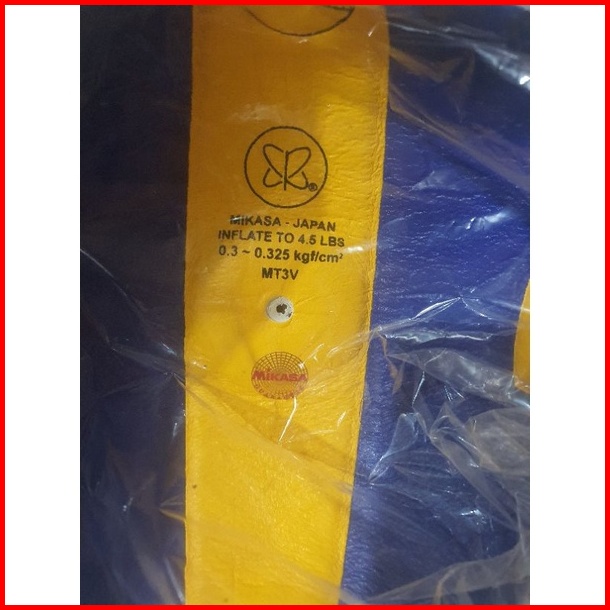 ®
MIKASA - JAPAN
INFLATE TO 4.5 LBS
0.3 ~ 0.325 kgf/cm²
MT3V
MIKASA